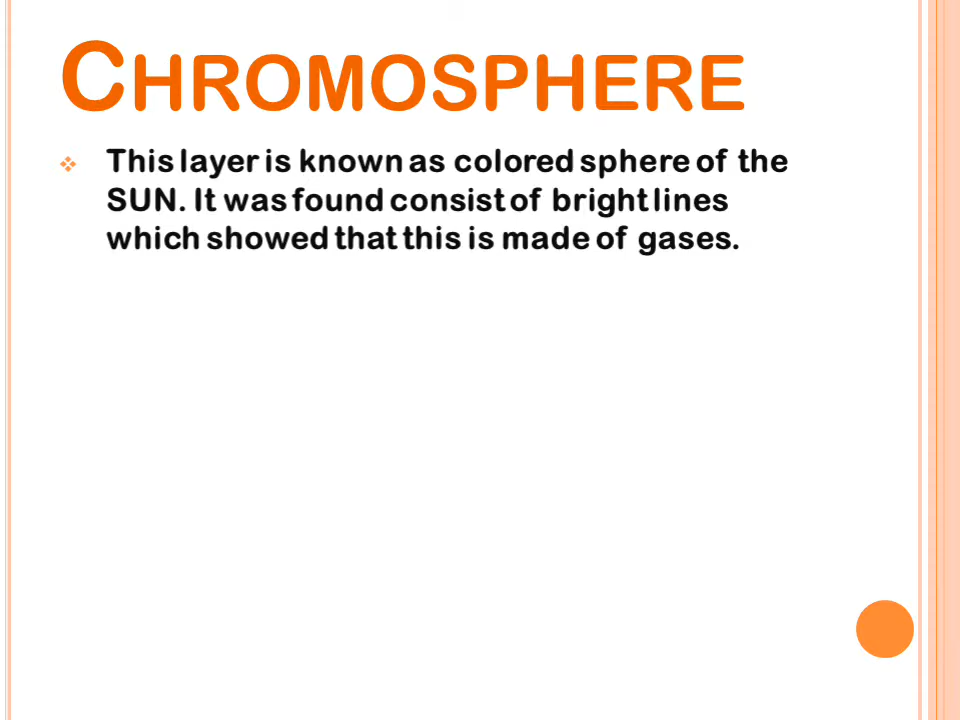 CHROMOSPHERE
This layer is known as colored sphere of the
SUN. It was found consist of bright lines
which showed that this is made of gases.